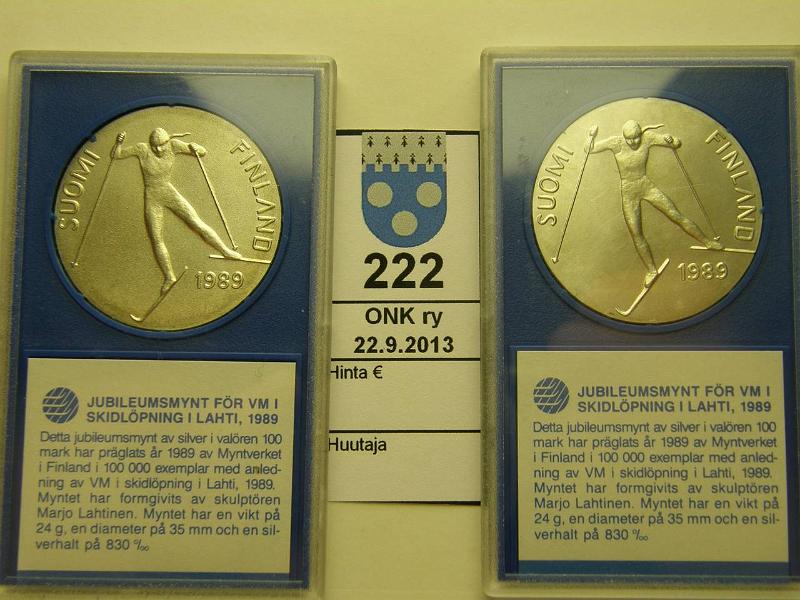 SUOMI FINLAND
1989
JUBILEUMSMYNT FÖR VM I
SKIDLÖPNING I LAHTI, 1989
Detta jubileumsmynt av silver i valören 100
mark har präglats år 1989 av Myntverket
i Finland i 100 000 exemplar med anled-
ning av VM i skidlöpning i Lahti, 1989.
Myntet har formgivits av skulptören
Marjo Lahtinen. Myntet har en vikt på
24 g, en diameter på 35 mm och en sil-
verhalt på 830 ‰
222
ONK ry
22.9.2013
Hinta €
Huutaja
SUOMI FINLAND
1989
JUBILEUMSMYNT FÖR VM I
SKIDLÖPNING I LAHTI, 1989
Detta jubileumsmynt av silver i valören 100
mark har präglats år 1989 av Myntverket
i Finland i 100 000 exemplar med anled-
ning av VM i skidlöpning i Lahti, 1989.
Myntet har formgivits av skulptören
Marjo Lahtinen. Myntet har en vikt på
24 g, en diameter på 35 mm och en sil-
verhalt på 830 ‰